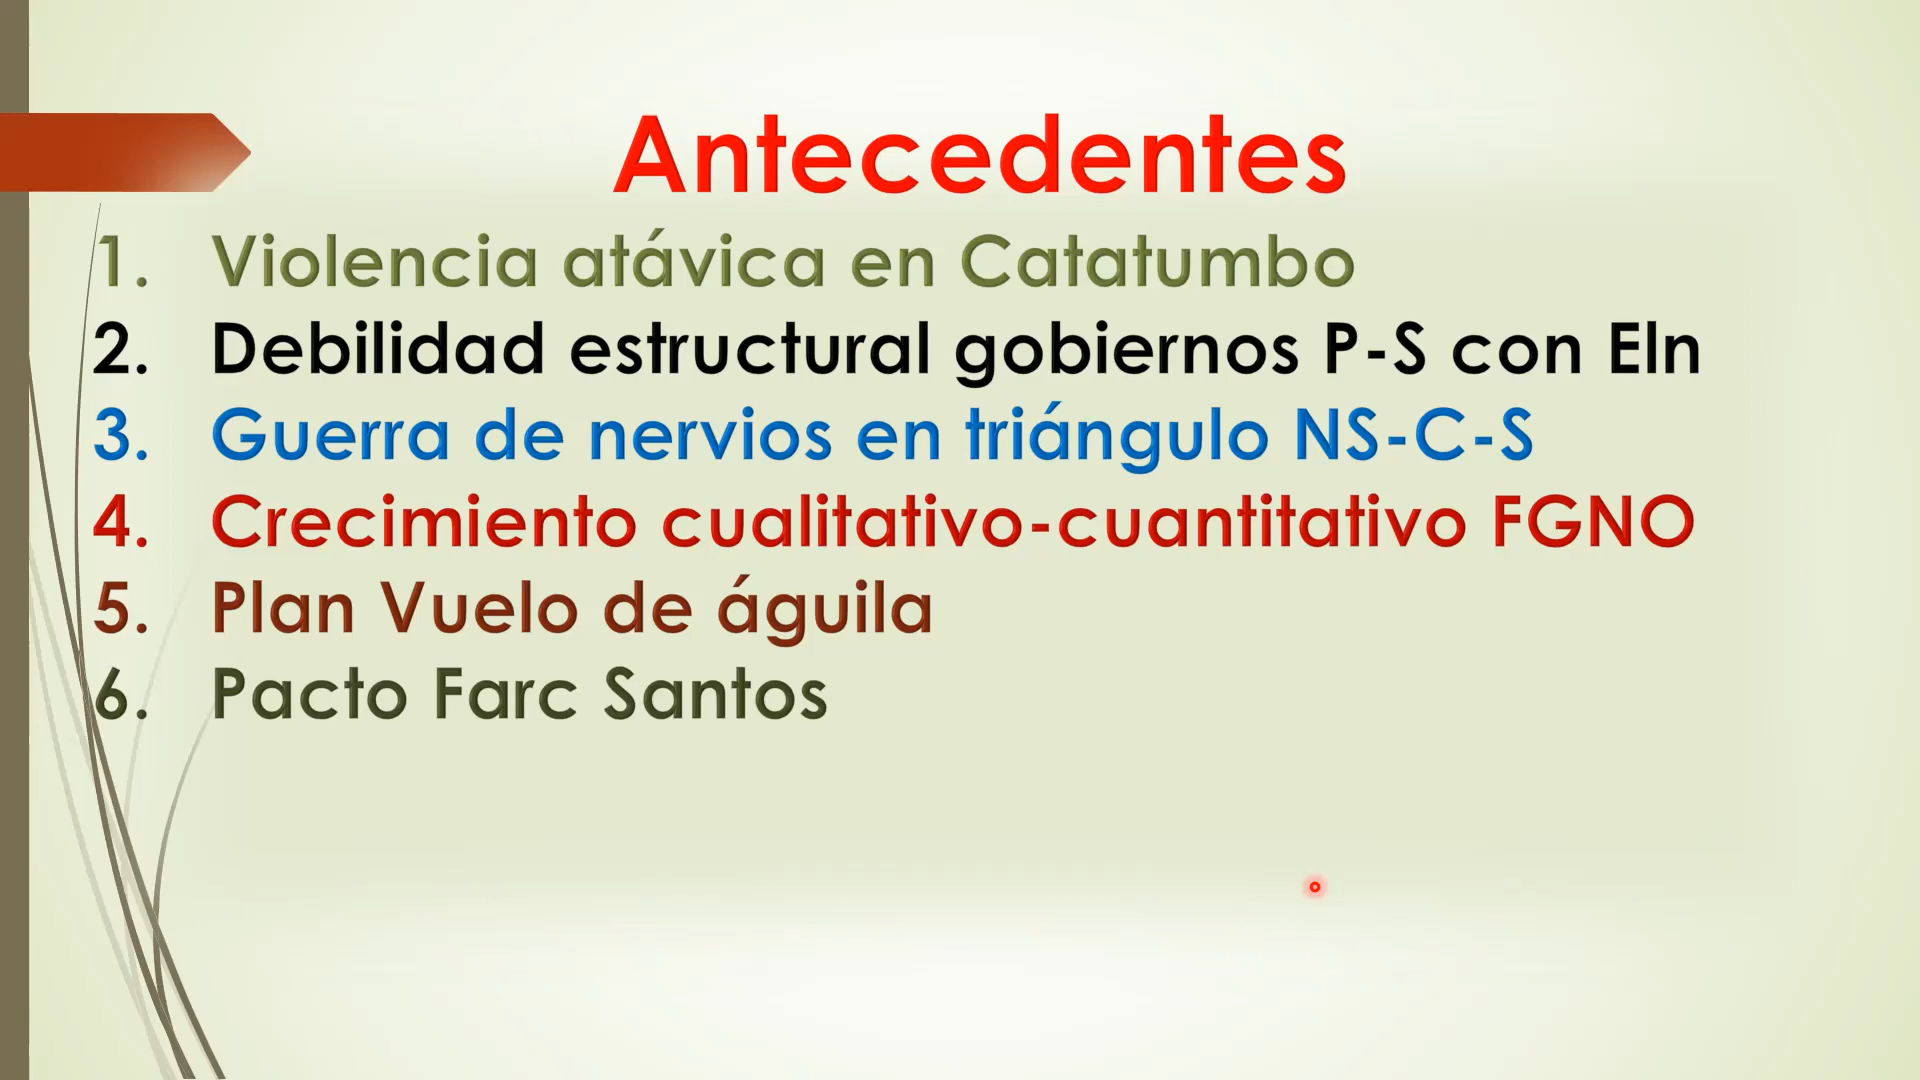 Antecedentes
1. Violencia atávica en Catatumbo
2. Debilidad estructural gobiernos P-S con Eln
3. Guerra de nervios en triángulo NS-C-S
4. Crecimiento cualitativo-cuantitativo FGNO
5. Plan Vuelo de águila
6. Pacto Farc Santos